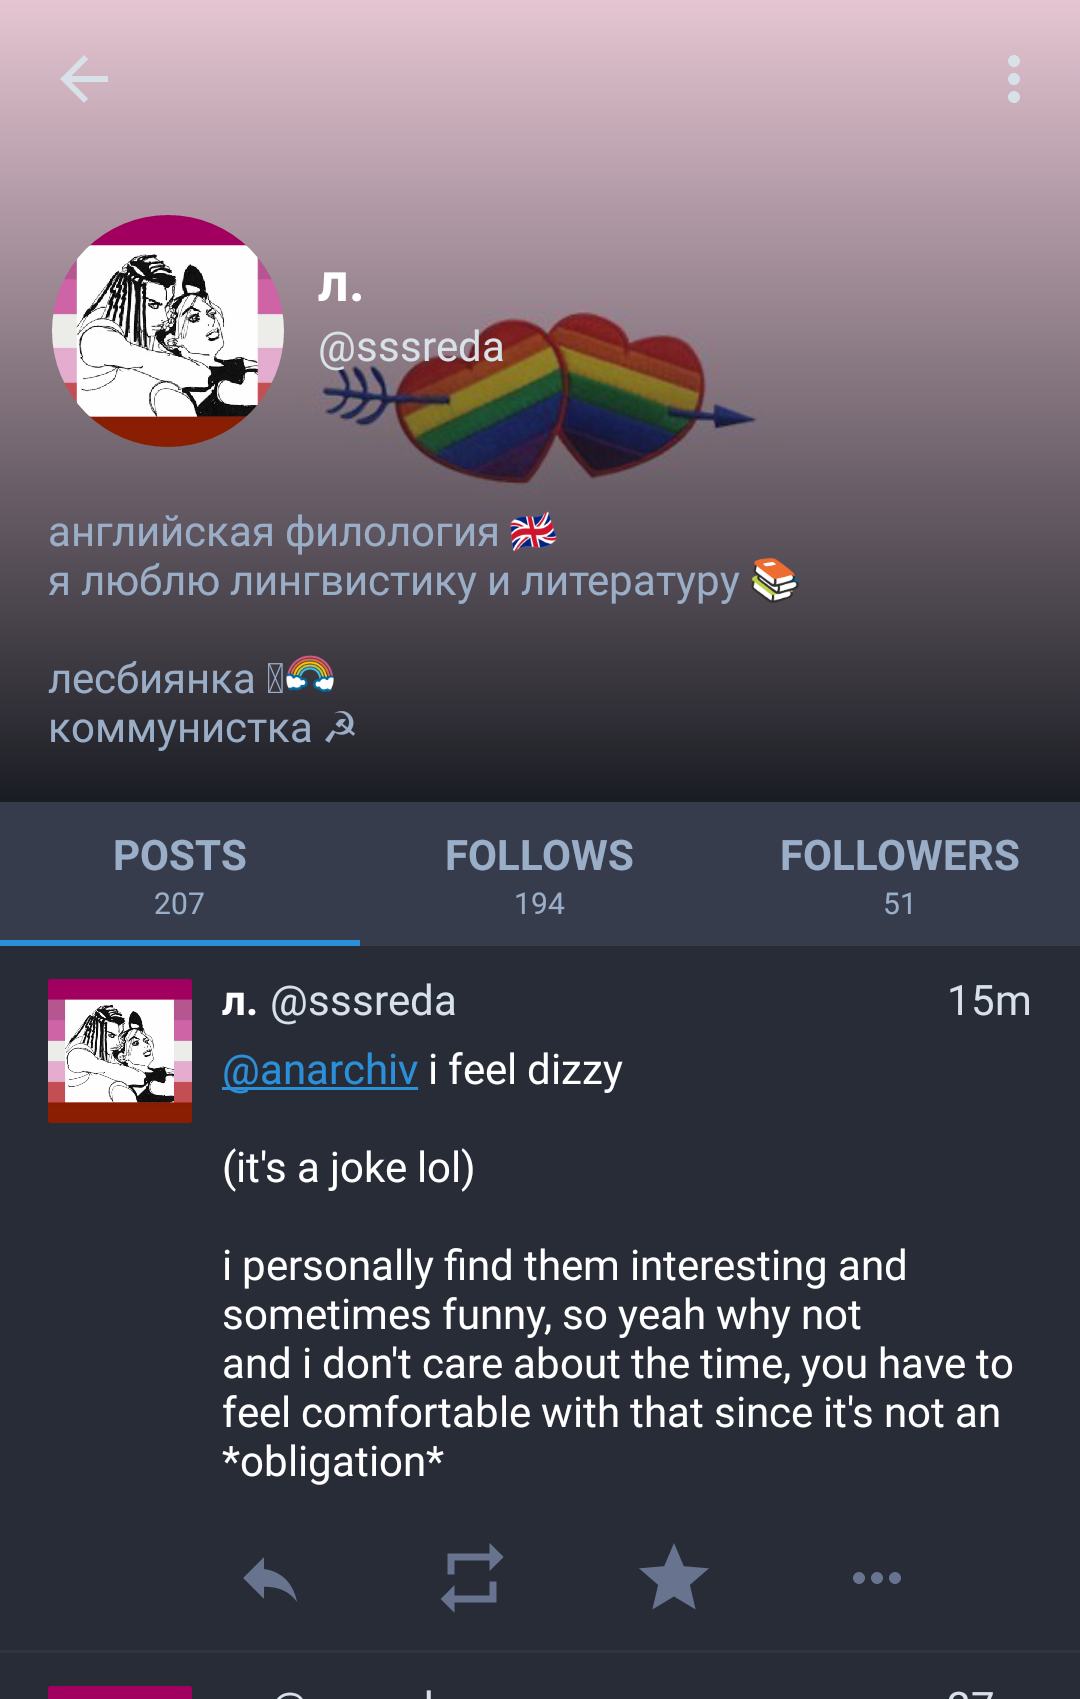 л.
@sssreda
английская филология 🇬🇧
я люблю лингвистику и литературу 📚
лесбиянка 🌈
коммунистка ☭
POSTS FOLLOWS FOLLOWERS
207 194 51
л. @sssreda 15m
@anarchiv i feel dizzy
(it's a joke lol)
i personally find them interesting and
sometimes funny, so yeah why not
and i don't care about the time, you have to
feel comfortable with that since it's not an
*obligation*